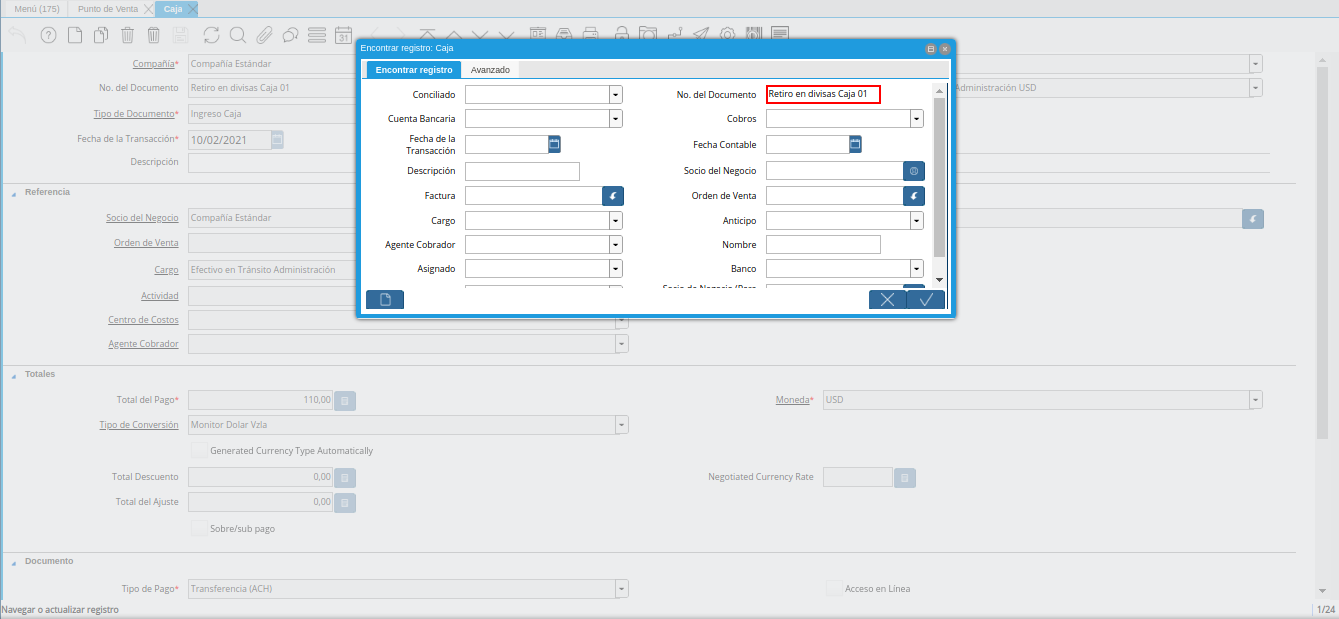 Menú (175) Punto de Venta Caja
31
Encontrar registro: Caja
Encontrar registro Avanzado
Conciliado No. del Documento Retiro en divisas Caja 01
Cuenta Bancaria Cobros
Fecha de la Transacción Fecha Contable
Descripción Socio del Negocio
Factura Orden de Venta
Cargo Anticipo
Agente Cobrador Nombre
Asignado Banco
Compañía* Compañía Estándar
No. del Documento Retiro en divisas Caja 01 Administración USD
Tipo de Documento* Ingreso Caja
Fecha de la Transacción* 10/02/2021
Descripción
Referencia
Socio del Negocio Compañía Estándar
Orden de Venta
Cargo Efectivo en Tránsito Administración
Actividad
Centro de Costos
Agente Cobrador
Totales
Total del Pago* 110,00 Moneda* USD
Tipo de Conversión Monitor Dolar Vzla
Generated Currency Type Automatically
Total Descuento 0,00 Negotiated Currency Rate
Total del Ajuste 0,00
Sobre/sub pago
Documento
Tipo de Pago* Transferencia (ACH) Acceso en Línea
Navegar o actualizar registro 1/24